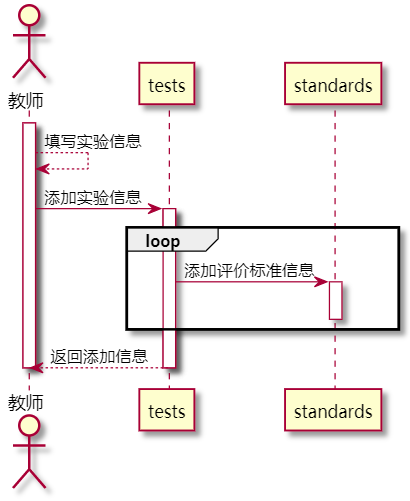 教师
tests
standards
填写实验信息
添加实验信息
loop
添加评价标准信息
返回添加信息
教师
tests
standards